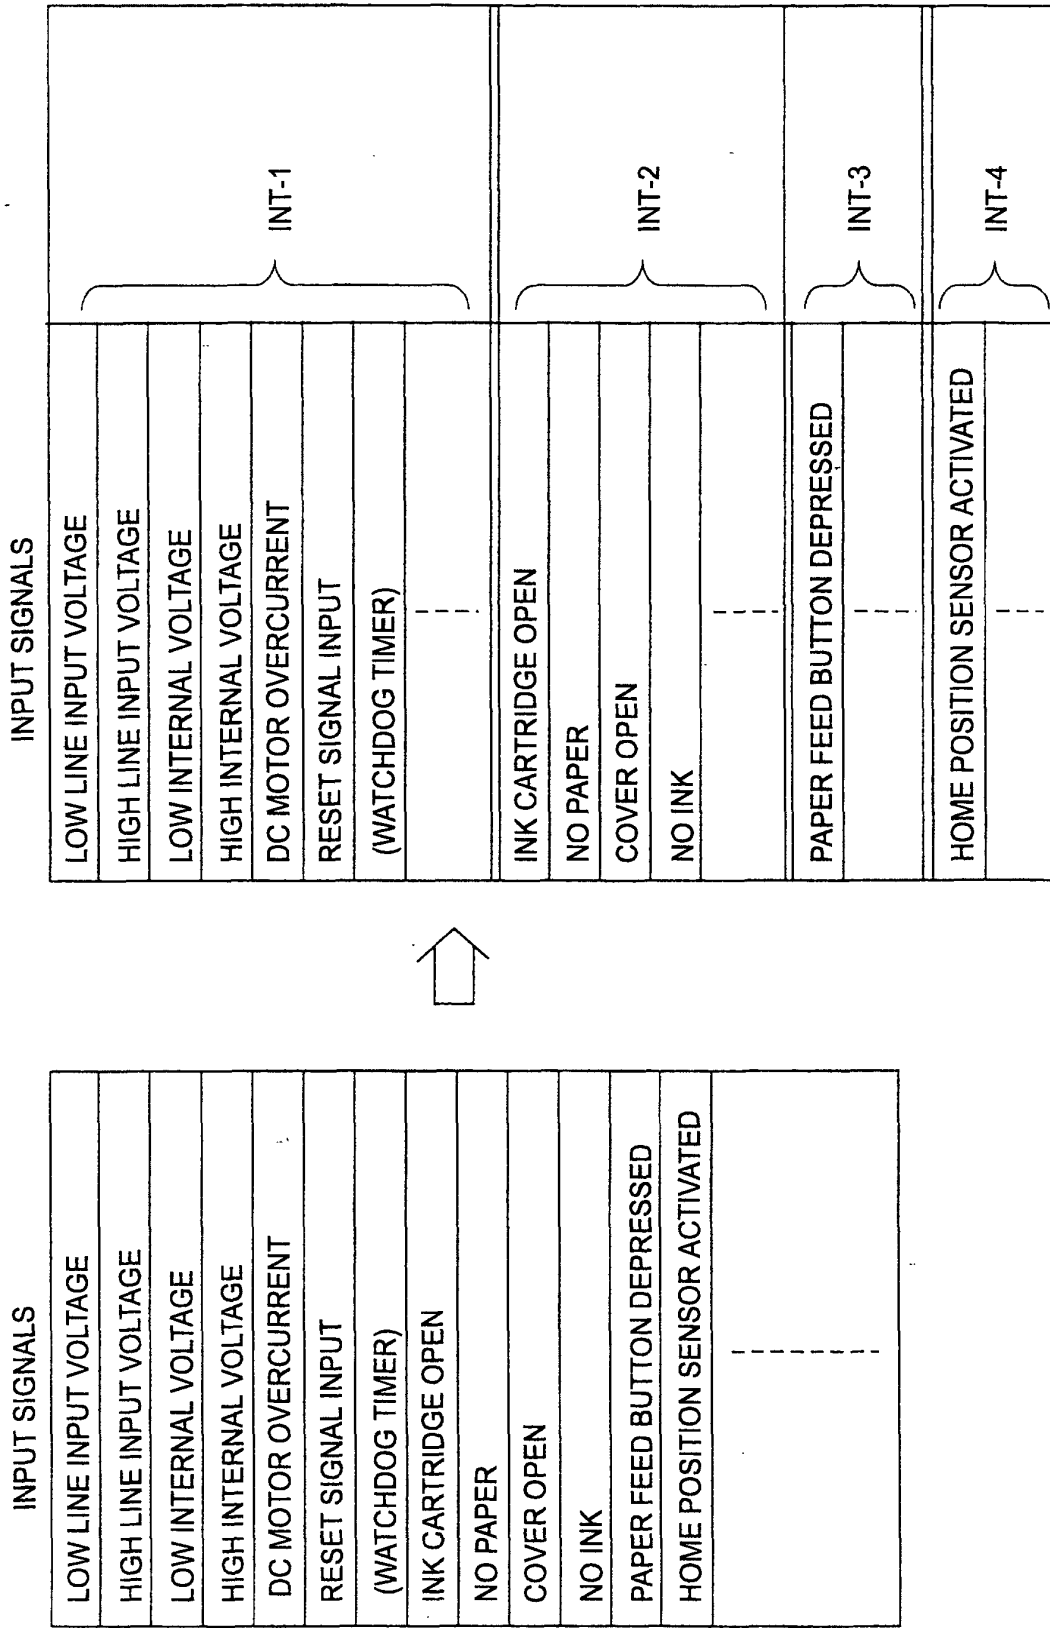 INPUT SIGNALS
LOW LINE INPUT VOLTAGE
HIGH LINE INPUT VOLTAGE
LOW INTERNAL VOLTAGE
HIGH INTERNAL VOLTAGE
DC MOTOR OVERCURRENT
RESET SIGNAL INPUT
(WATCHDOG TIMER)
INK CARTRIDGE OPEN
NO PAPER
COVER OPEN
NO INK
PAPER FEED BUTTON DEPRESSED
HOME POSITION SENSOR ACTIVATED
INPUT SIGNALS
LOW LINE INPUT VOLTAGE
HIGH LINE INPUT VOLTAGE
LOW INTERNAL VOLTAGE
HIGH INTERNAL VOLTAGE
DC MOTOR OVERCURRENT
RESET SIGNAL INPUT
(WATCHDOG TIMER)
INT-1
INK CARTRIDGE OPEN
NO PAPER
COVER OPEN
NO INK
INT-2
PAPER FEED BUTTON DEPRESSED
INT-3
HOME POSITION SENSOR ACTIVATED
INT-4